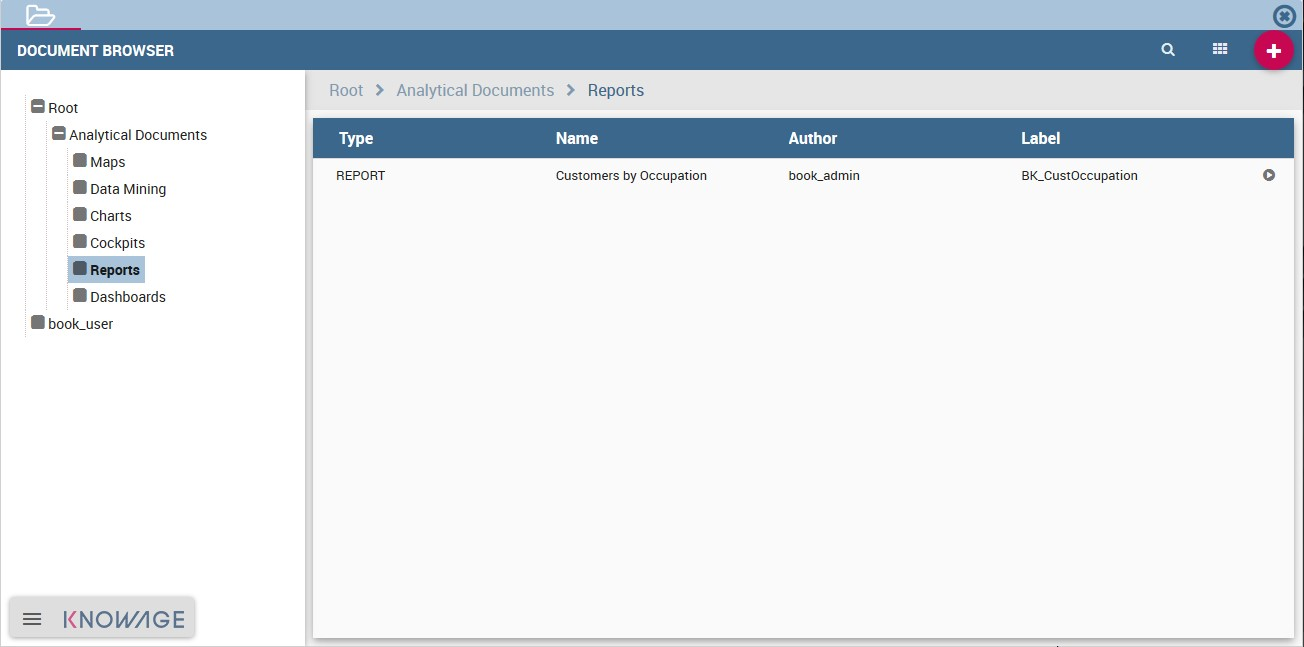 DOCUMENT BROWSER
Root
Analytical Documents
Maps
Data Mining
Charts
Cockpits
Reports
Dashboards
book_user
KNOWAGE
Root > Analytical Documents > Reports
Type Name Author Label
REPORT Customers by Occupation book_admin BK_CustOccupation